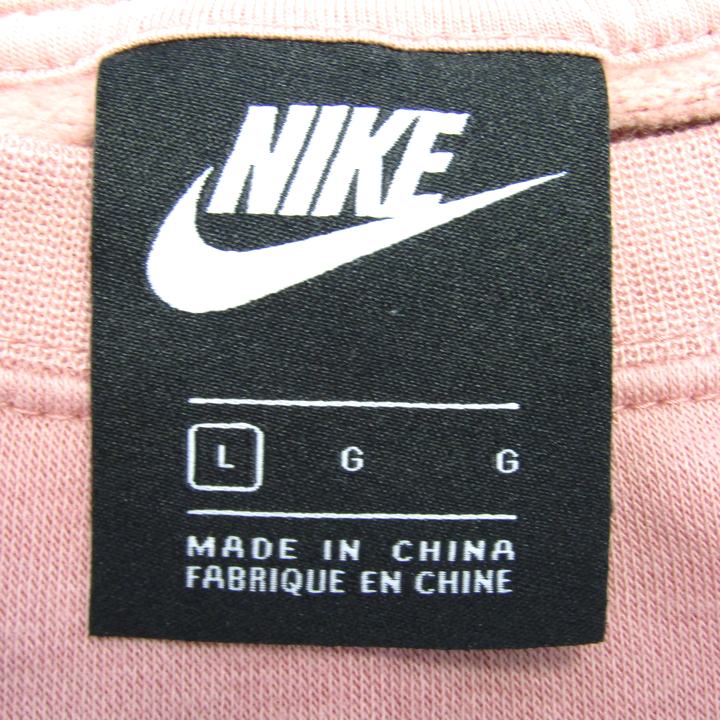 NIKE
L G G
MADE IN CHINA
FABRIQUE EN CHINE